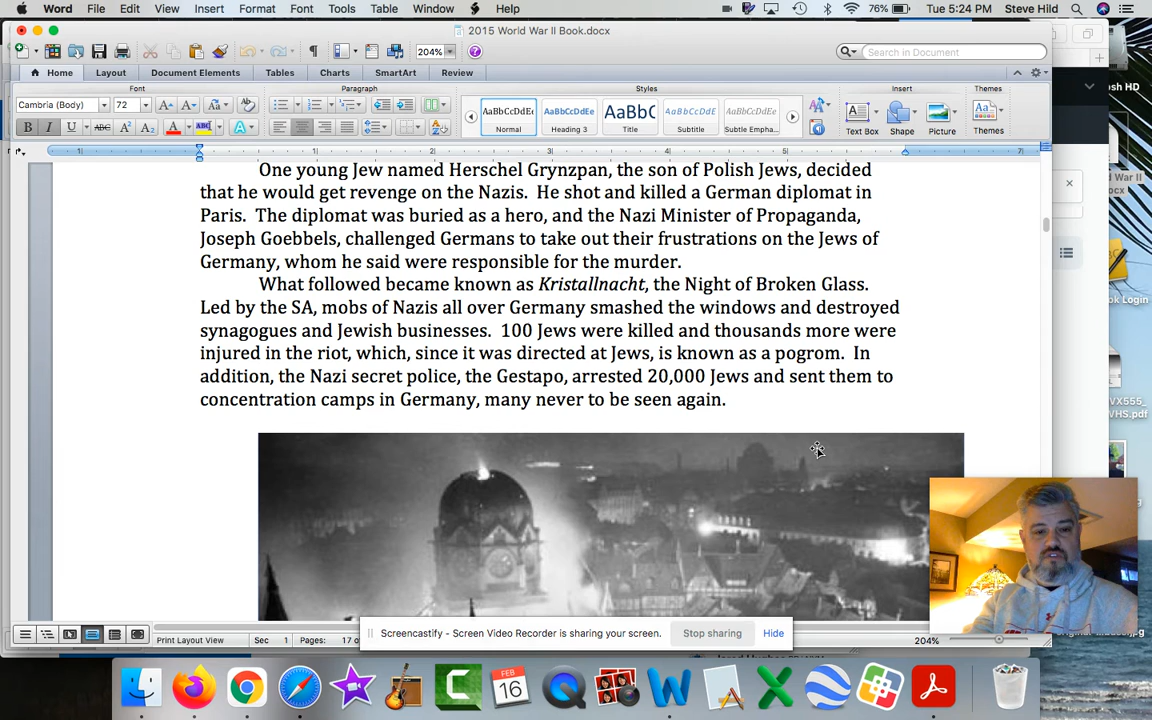 Word File Edit View Insert Format Font Tools Table Window Help 76% Tue 5:24 PM Steve Hild
2015 World War II Book.docx
204% Search in Document
Home Layout Document Elements Tables Charts SmartArt Review
Font Paragraph Styles Insert Themes
Cambria (Body) 72
AaBbCcDdEe AaBbCcDdEe AaBbC AaBbCcDdE AaBbCcDdEe
Normal Heading 3 Title Subtitle Subtle Empha... Text Box Shape Picture Themes
One young Jew named Herschel Grynzpan, the son of Polish Jews, decided
that he would get revenge on the Nazis. He shot and killed a German diplomat in
Paris. The diplomat was buried as a hero, and the Nazi Minister of Propaganda,
Joseph Goebbels, challenged Germans to take out their frustrations on the Jews of
Germany, whom he said were responsible for the murder.
What followed became known as Kristallnacht, the Night of Broken Glass.
Led by the SA, mobs of Nazis all over Germany smashed the windows and destroyed
synagogues and Jewish businesses. 100 Jews were killed and thousands more were
injured in the riot, which, since it was directed at Jews, is known as a pogrom. In
addition, the Nazi secret police, the Gestapo, arrested 20,000 Jews and sent them to
concentration camps in Germany, many never to be seen again.
Screencastify - Screen Video Recorder is sharing your screen. Stop sharing Hide
Print Layout View Sec 1 Pages: 17 o 204%
FEB
16